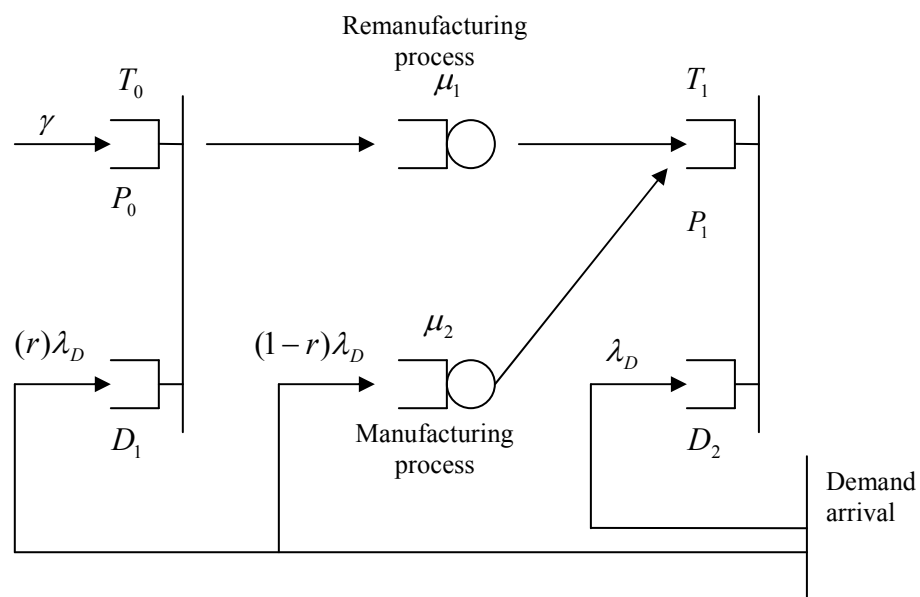 Remanufacturing
process
T₀
μ₁
T₁
γ
P₀
P₁
(r)λ_D
(1−r)λ_D
μ₂
λ_D
D₁
Manufacturing
process
D₂
Demand
arrival